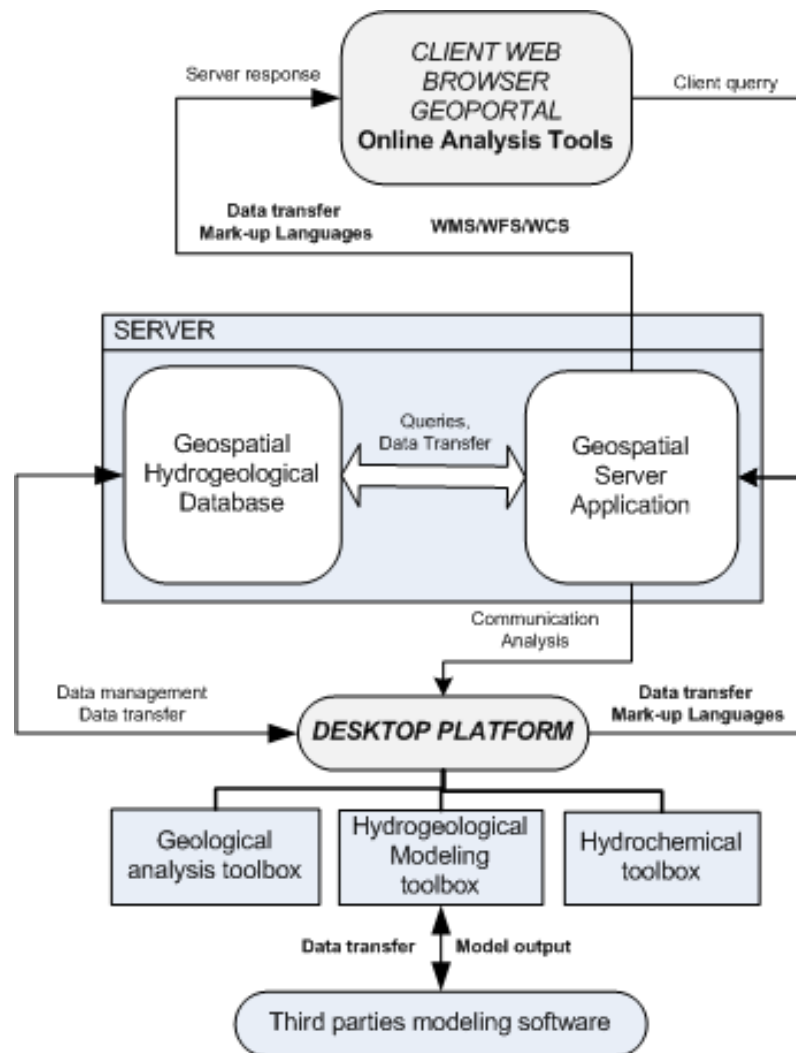 CLIENT WEB
BROWSER
GEOPORTAL
Online Analysis Tools
Server response
Client querry
Data transfer
Mark-up Languages
WMS/WFS/WCS
SERVER
Geospatial
Hydrogeological
Database
Queries,
Data Transfer
Geospatial
Server
Application
Communication
Analysis
Data management
Data transfer
DESKTOP PLATFORM
Data transfer
Mark-up Languages
Geological
analysis toolbox
Hydrogeological
Modeling
toolbox
Hydrochemical
toolbox
Data transfer
Model output
Third parties modeling software